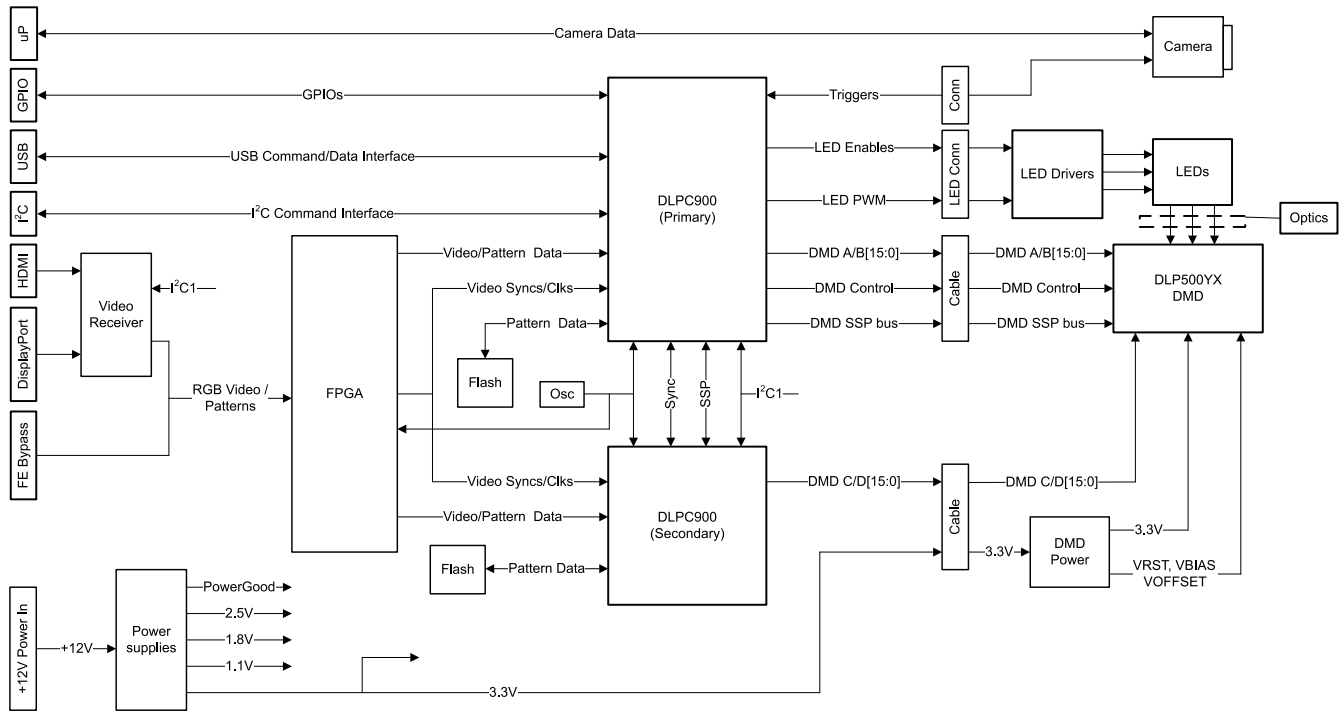 uP
Camera Data
Camera
GPIO
GPIOs
Triggers
Conn
USB
USB Command/Data Interface
DLPC900
(Primary)
LED Enables
LED PWM
LED Conn
LED Drivers
LEDs
Optics
I²C
I²C Command Interface
HDMI
DisplayPort
FE Bypass
Video
Receiver
I²C1
RGB Video /
Patterns
FPGA
Video/Pattern Data
Video Syncs/Clks
Pattern Data
Flash
Osc
Sync
SSP
I²C1
DMD A/B[15:0]
DMD Control
DMD SSP bus
Cable
DMD A/B[15:0]
DMD Control
DMD SSP bus
DLP500YX
DMD
Video Syncs/Clks
Video/Pattern Data
Flash
Pattern Data
DLPC900
(Secondary)
DMD C/D[15:0]
Cable
DMD C/D[15:0]
3.3V
DMD
Power
3.3V
VRST, VBIAS
VOFFSET
+12V Power In
+12V
Power
supplies
PowerGood
2.5V
1.8V
1.1V
3.3V